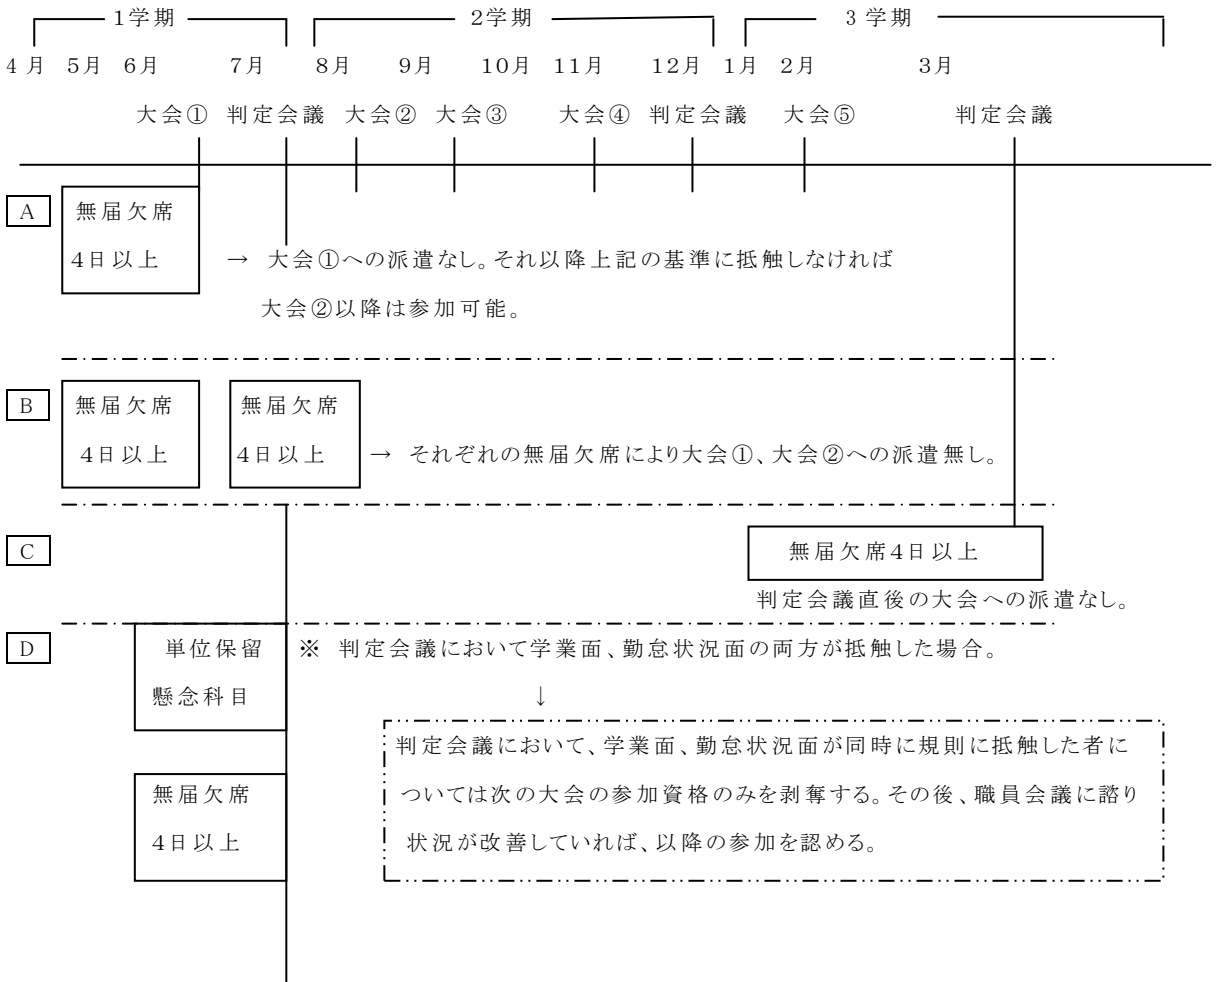 1学期 2学期 3 学期
4 月 5月 6月 7月 8月 9月 10月 11月 12月 1月 2月 3月
大会① 判定会議 大会② 大会③ 大会④ 判定会議 大会⑤ 判定会議
A 無届欠席
4日以上 → 大会①への派遣なし。それ以降上記の基準に抵触しなければ
大会②以降は参加可能。
B 無届欠席 無届欠席
4日以上 4日以上 → それぞれの無届欠席により大会①、大会②への派遣無し。
C 無届欠席4日以上
判定会議直後の大会への派遣なし。
D 単位保留 ※ 判定会議において学業面、勤怠状況面の両方が抵触した場合。
懸念科目 ↓
判定会議において、学業面、勤怠状況面が同時に規則に抵触した者に
無届欠席 ついては次の大会の参加資格のみを剥奪する。その後、職員会議に諮り
4日以上 状況が改善していれば、以降の参加を認める。